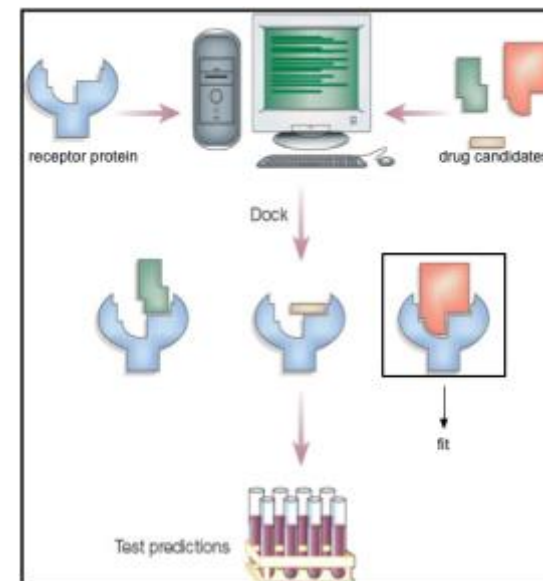 receptor protein
drug candidates
Dock
fit
Test predictions